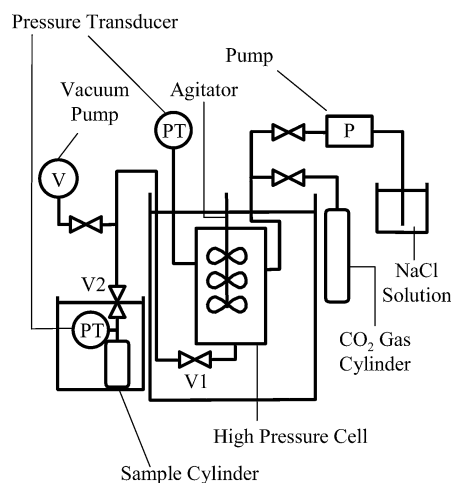 Pressure Transducer
Pump
Vacuum
Pump
Agitator
PT
P
V
NaCl
Solution
V2
PT
CO₂ Gas
Cylinder
V1
High Pressure Cell
Sample Cylinder